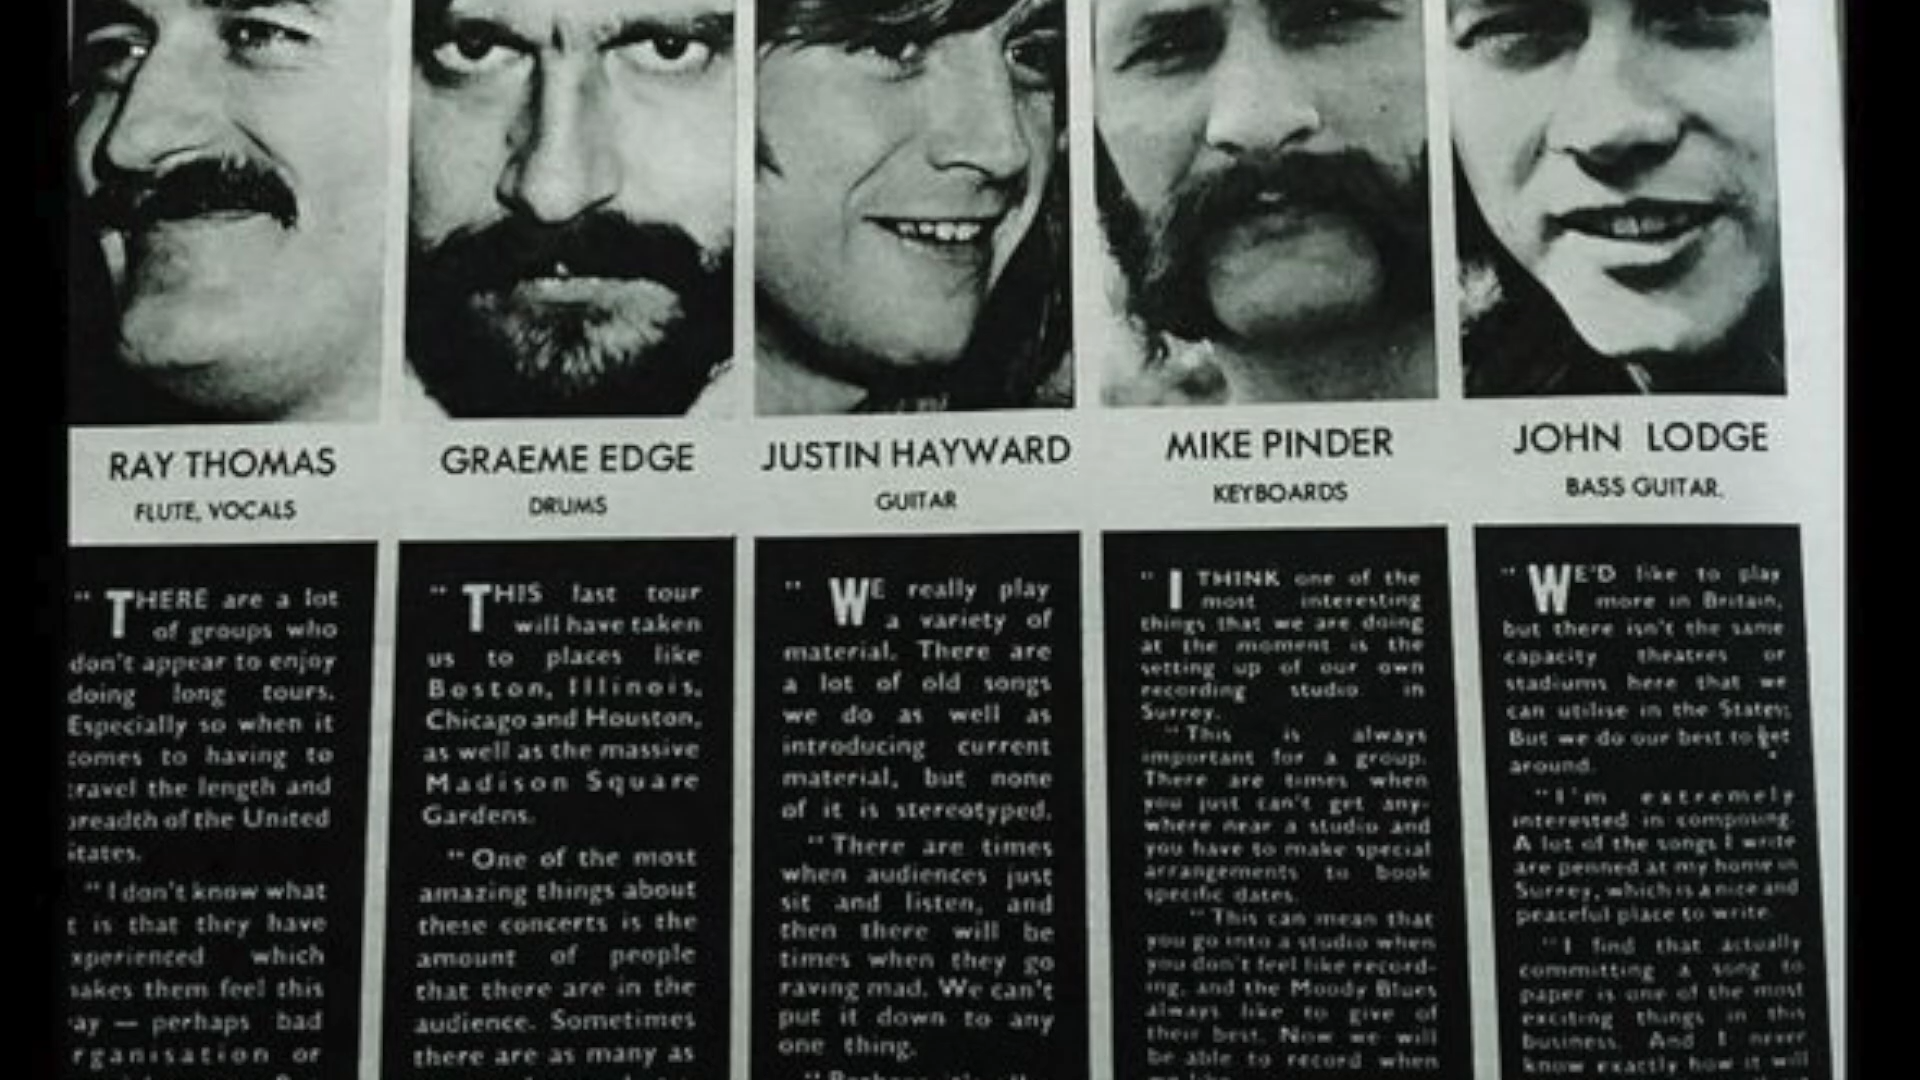 RAY THOMAS
FLUTE, VOCALS
"THERE are a lot
of groups who
don't appear to enjoy
doing long tours.
Especially so when it
comes to having to
travel the length and
breadth of the United
States.
"I don't know what
it is that they have
experienced which
makes them feel this
way — perhaps bad
organisation or
GRAEME EDGE
DRUMS
"THIS last tour
will have taken
us to places like
Boston, Illinois,
Chicago and Houston,
as well as the massive
Madison Square
Gardens.
"One of the most
amazing things about
these concerts is the
amount of people
that there are in the
audience. Sometimes
there are as many as
JUSTIN HAYWARD
GUITAR
"WE really play
a variety of
material. There are
a lot of old songs
we do as well as
introducing current
material, but none
of it is stereotyped.
"There are times
when audiences just
sit and listen, and
then there will be
times when they go
raving mad. We can't
put it down to any
one thing.
MIKE PINDER
KEYBOARDS
"I THINK one of the
most interesting
things that we are doing
at the moment is the
setting up of our own
recording studio in
Surrey.
"This is always
important for a group.
There are times when
you just can't get any-
where near a studio and
you have to make special
arrangements to book
specific dates.
"This can mean that
you go into a studio when
you don't feel like record-
ing, and the Moody Blues
always like to give of
their best. Now we will
be able to record when
JOHN LODGE
BASS GUITAR.
"WE'D like to play
more in Britain,
but there isn't the same
capacity theatres or
stadiums here that we
can utilise in the States.
But we do our best to get
around.
"I'm extremely
interested in composing.
A lot of the songs I write
are penned at my home in
Surrey, which is a nice and
peaceful place to write.
"I find that actually
committing a song to
paper is one of the most
exciting things in this
business. And I never
know exactly how it will